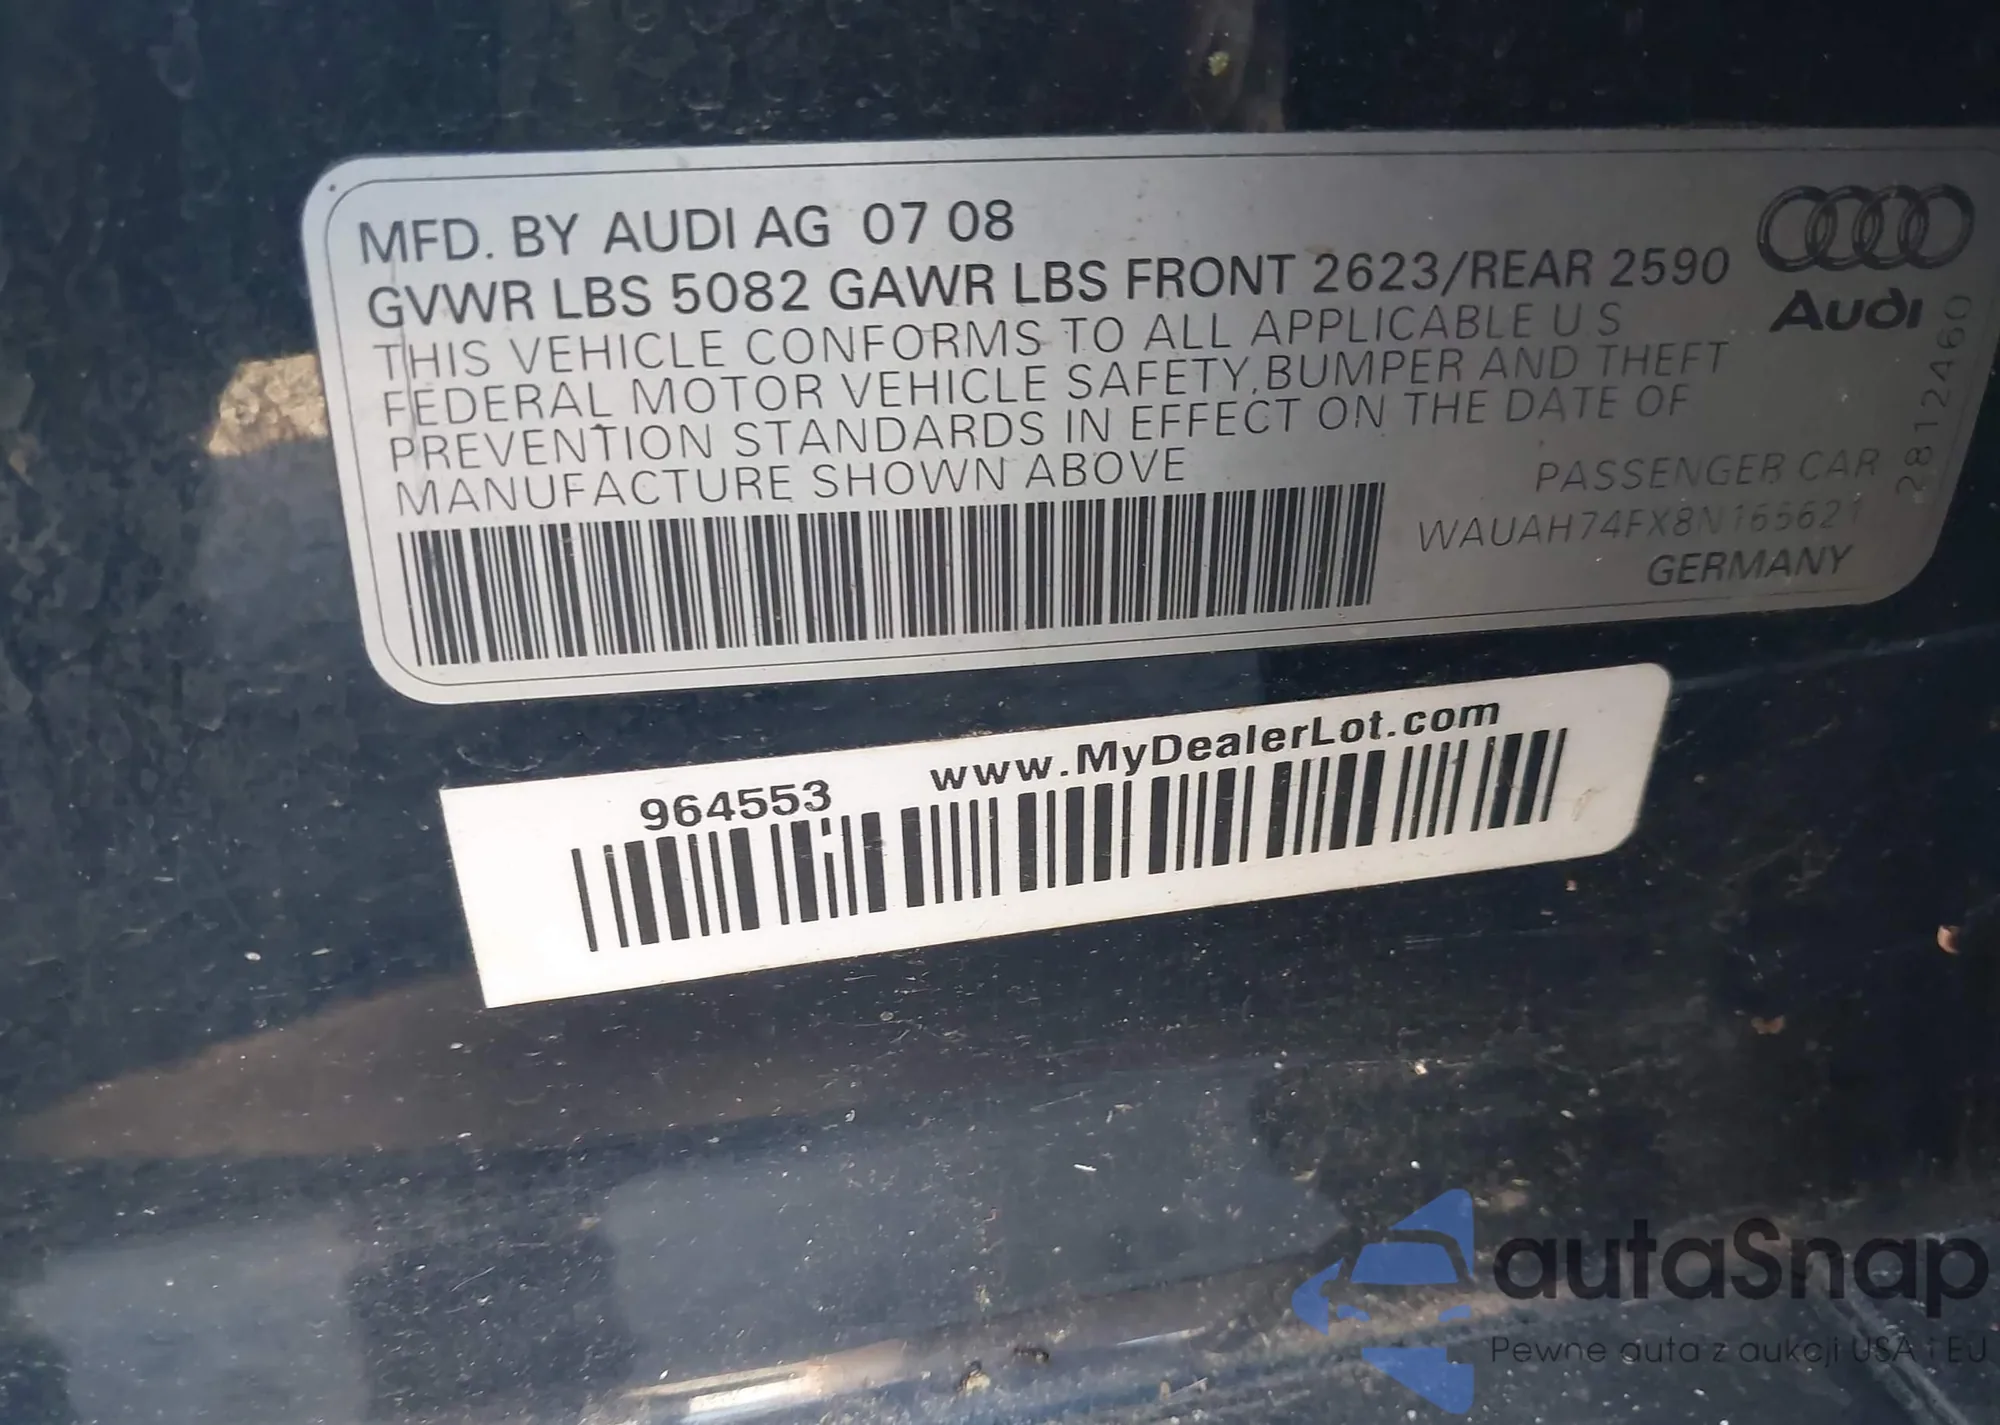 MFD. BY AUDI AG 07 08
GVWR LBS 5082 GAWR LBS FRONT 2623/REAR 2590
THIS VEHICLE CONFORMS TO ALL APPLICABLE U S
FEDERAL MOTOR VEHICLE SAFETY,BUMPER AND THEFT
PREVENTION STANDARDS IN EFFECT ON THE DATE OF
MANUFACTURE SHOWN ABOVE
PASSENGER CAR
WAUAH74FX8N165621
GERMANY
Audi
2812460
964553 www.MyDealerLot.com
autaSnap
Pewne auta z aukcji USA i EU